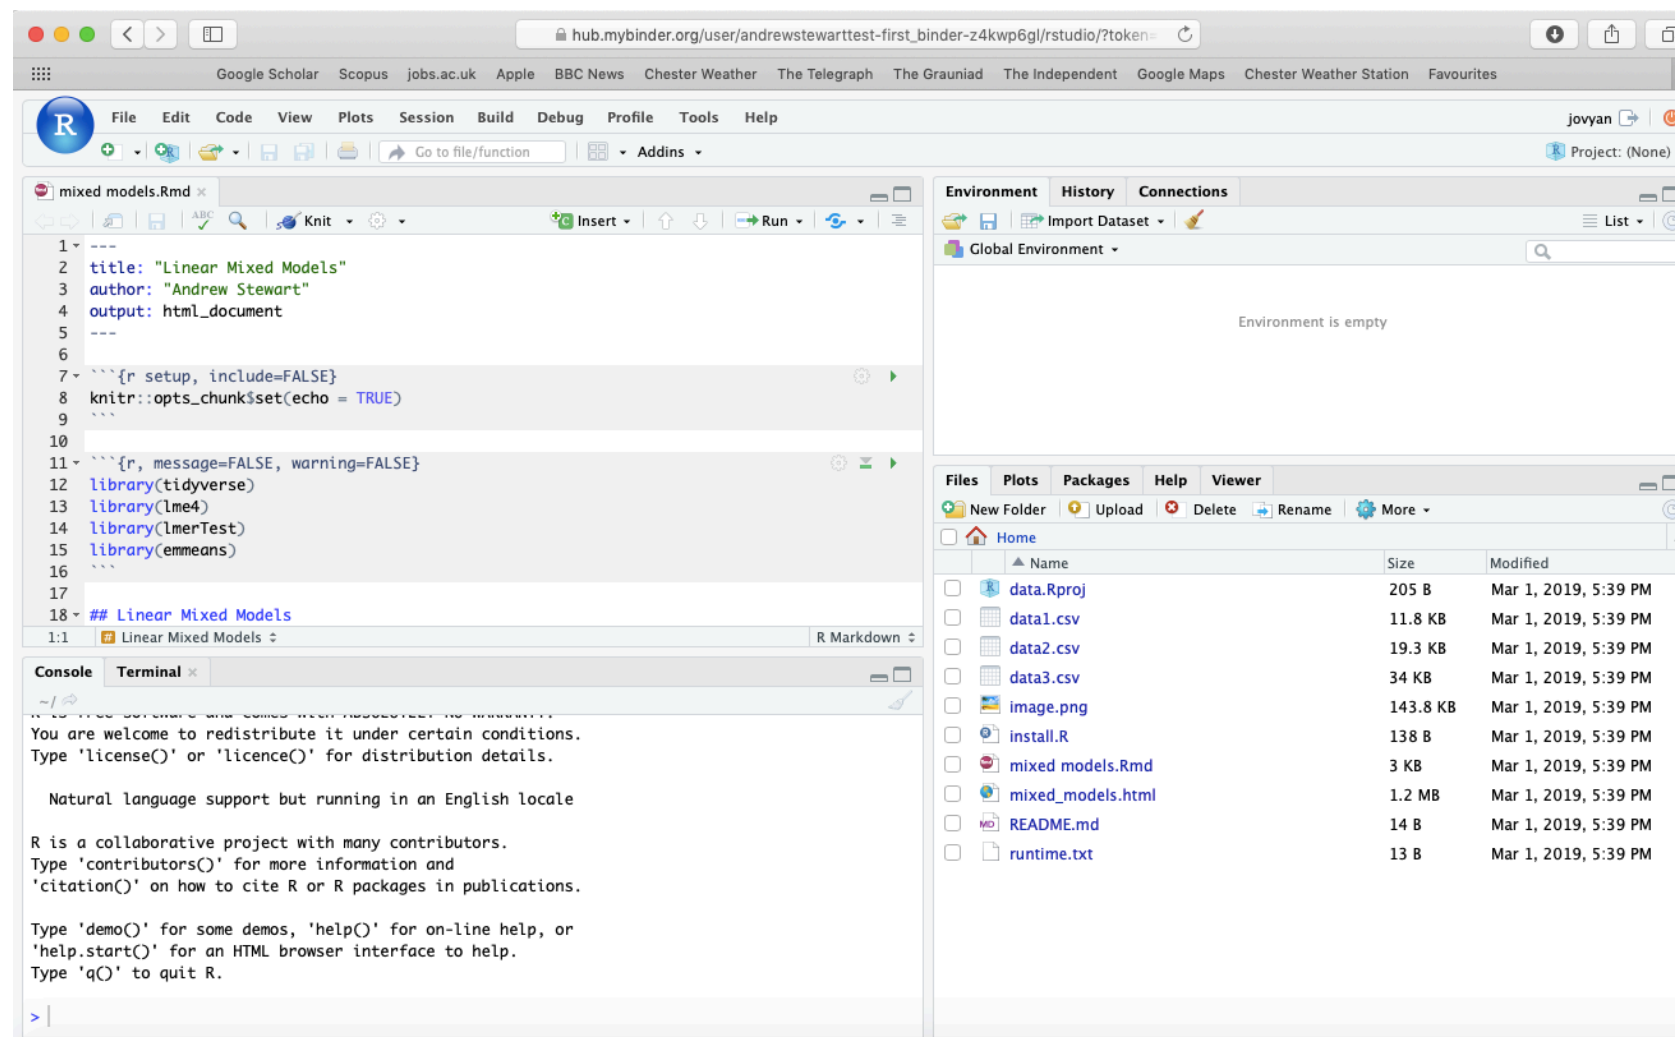 hub.mybinder.org/user/andrewstewarttest-first_binder-z4kwp6gl/rstudio/?token=
Google Scholar Scopus jobs.ac.uk Apple BBC News Chester Weather The Telegraph The Grauniad The Independent Google Maps Chester Weather Station Favourites
R File Edit Code View Plots Session Build Debug Profile Tools Help jovyan
Go to file/function Addins Project: (None)
mixed models.Rmd
ABC Knit Insert Run
1 ---
2 title: "Linear Mixed Models"
3 author: "Andrew Stewart"
4 output: html_document
5 ---
6
7 ```{r setup, include=FALSE}
8 knitr::opts_chunk$set(echo = TRUE)
9 ```
10
11 ```{r, message=FALSE, warning=FALSE}
12 library(tidyverse)
13 library(lme4)
14 library(lmerTest)
15 library(emmeans)
16 ```
17
18 ## Linear Mixed Models
1:1 # Linear Mixed Models R Markdown
Console Terminal
~/
R is free software and comes with ABSOLUTELY NO WARRANTY.
You are welcome to redistribute it under certain conditions.
Type 'license()' or 'licence()' for distribution details.
Natural language support but running in an English locale
R is a collaborative project with many contributors.
Type 'contributors()' for more information and
'citation()' on how to cite R or R packages in publications.
Type 'demo()' for some demos, 'help()' for on-line help, or
'help.start()' for an HTML browser interface to help.
Type 'q()' to quit R.
>
Environment History Connections
Import Dataset List
Global Environment
Environment is empty
Files Plots Packages Help Viewer
New Folder Upload Delete Rename More
Home
Name Size Modified
data.Rproj 205 B Mar 1, 2019, 5:39 PM
data1.csv 11.8 KB Mar 1, 2019, 5:39 PM
data2.csv 19.3 KB Mar 1, 2019, 5:39 PM
data3.csv 34 KB Mar 1, 2019, 5:39 PM
image.png 143.8 KB Mar 1, 2019, 5:39 PM
install.R 138 B Mar 1, 2019, 5:39 PM
mixed models.Rmd 3 KB Mar 1, 2019, 5:39 PM
mixed_models.html 1.2 MB Mar 1, 2019, 5:39 PM
MD README.md 14 B Mar 1, 2019, 5:39 PM
runtime.txt 13 B Mar 1, 2019, 5:39 PM